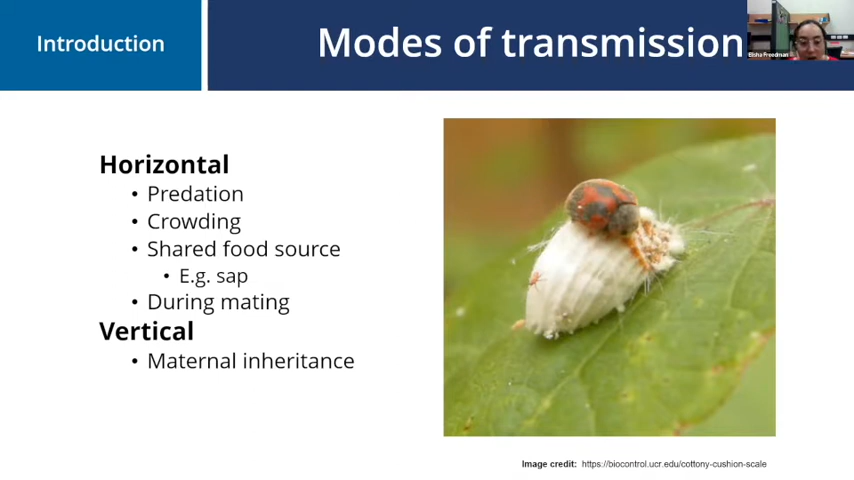 Introduction
Modes of transmission
Elsha Freedman
Horizontal
• Predation
• Crowding
• Shared food source
• E.g. sap
• During mating
Vertical
• Maternal inheritance
Image credit: https://biocontrol.ucr.edu/cottony-cushion-scale